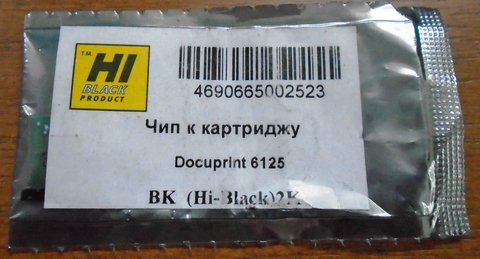 T.M.
HI
BLACK
PRODUCT
4690665002523
Чип к картриджу
Docuprint 6125
BK (Hi-Black)2K